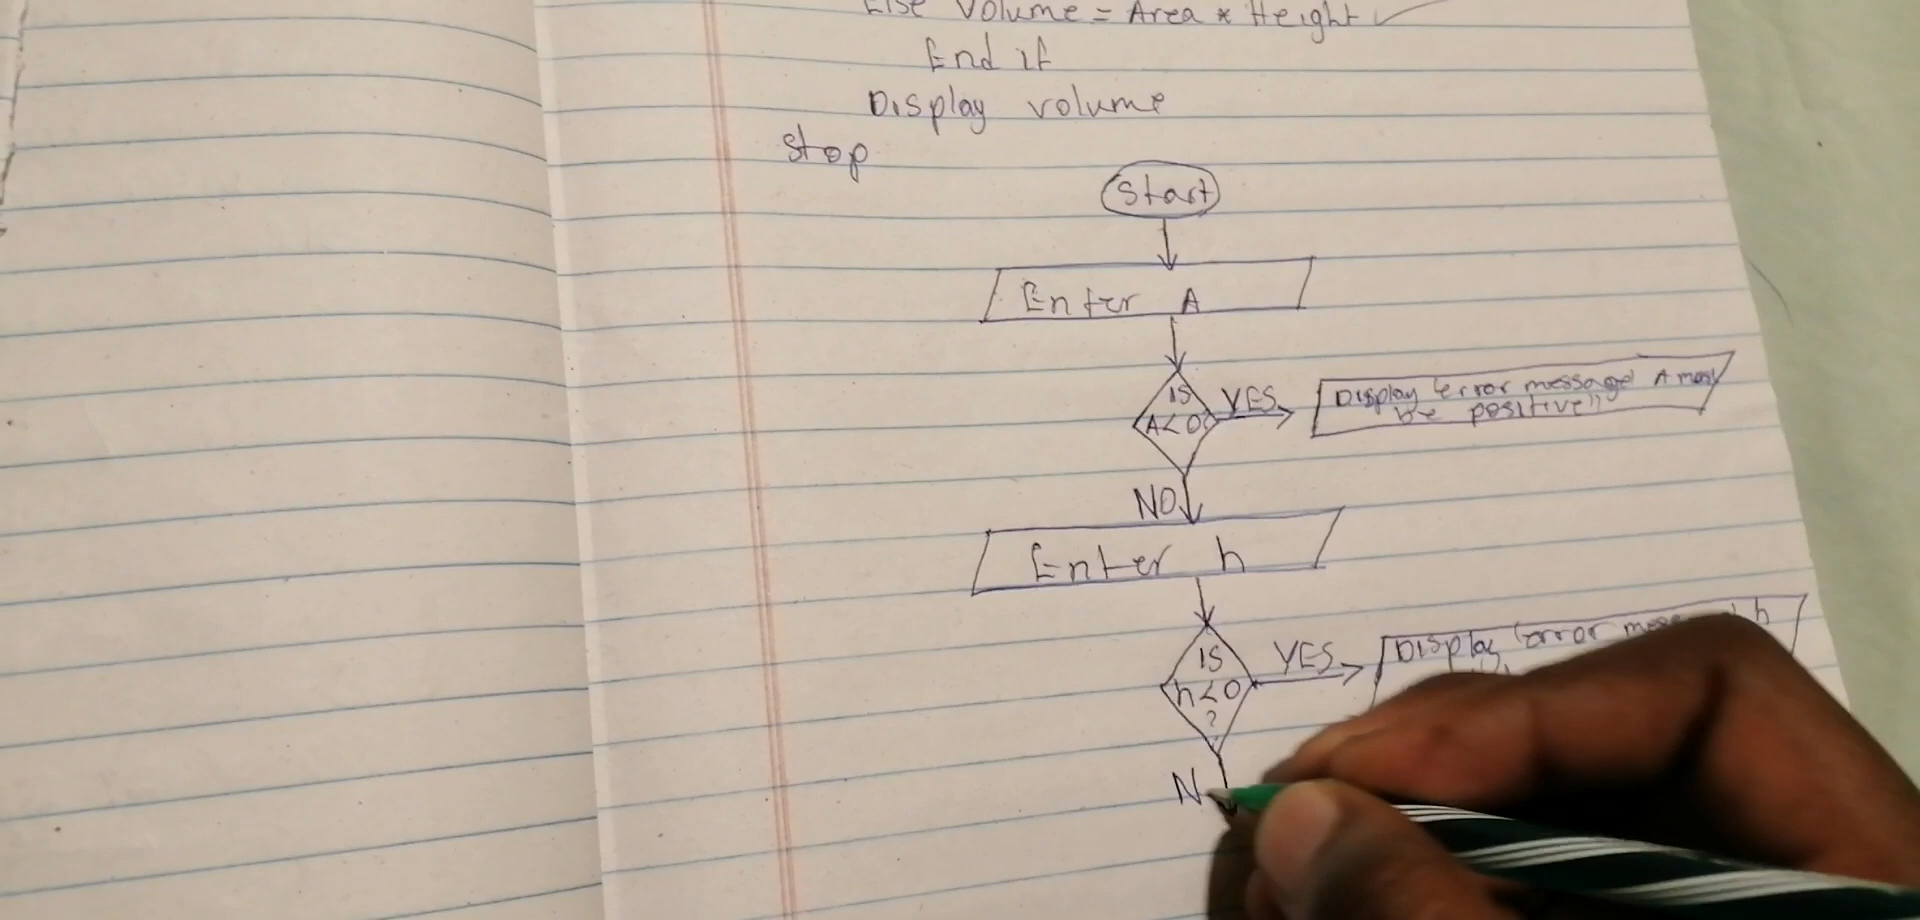 Else Volume = Area * Height
End if
Display volume
Stop
Start
Enter A
IS
A<0?
YES
Display "error message" A must
be positive"
NO
Enter h
IS
h<0
?
YES
Display "error h
N